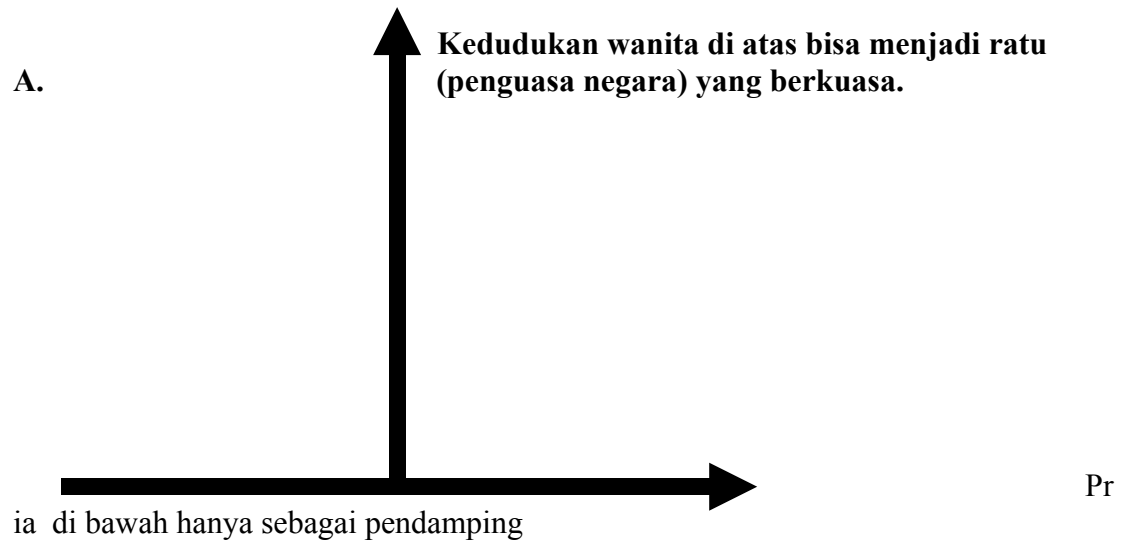 Kedudukan wanita di atas bisa menjadi ratu
A. (penguasa negara) yang berkuasa.
Pr
ia di bawah hanya sebagai pendamping